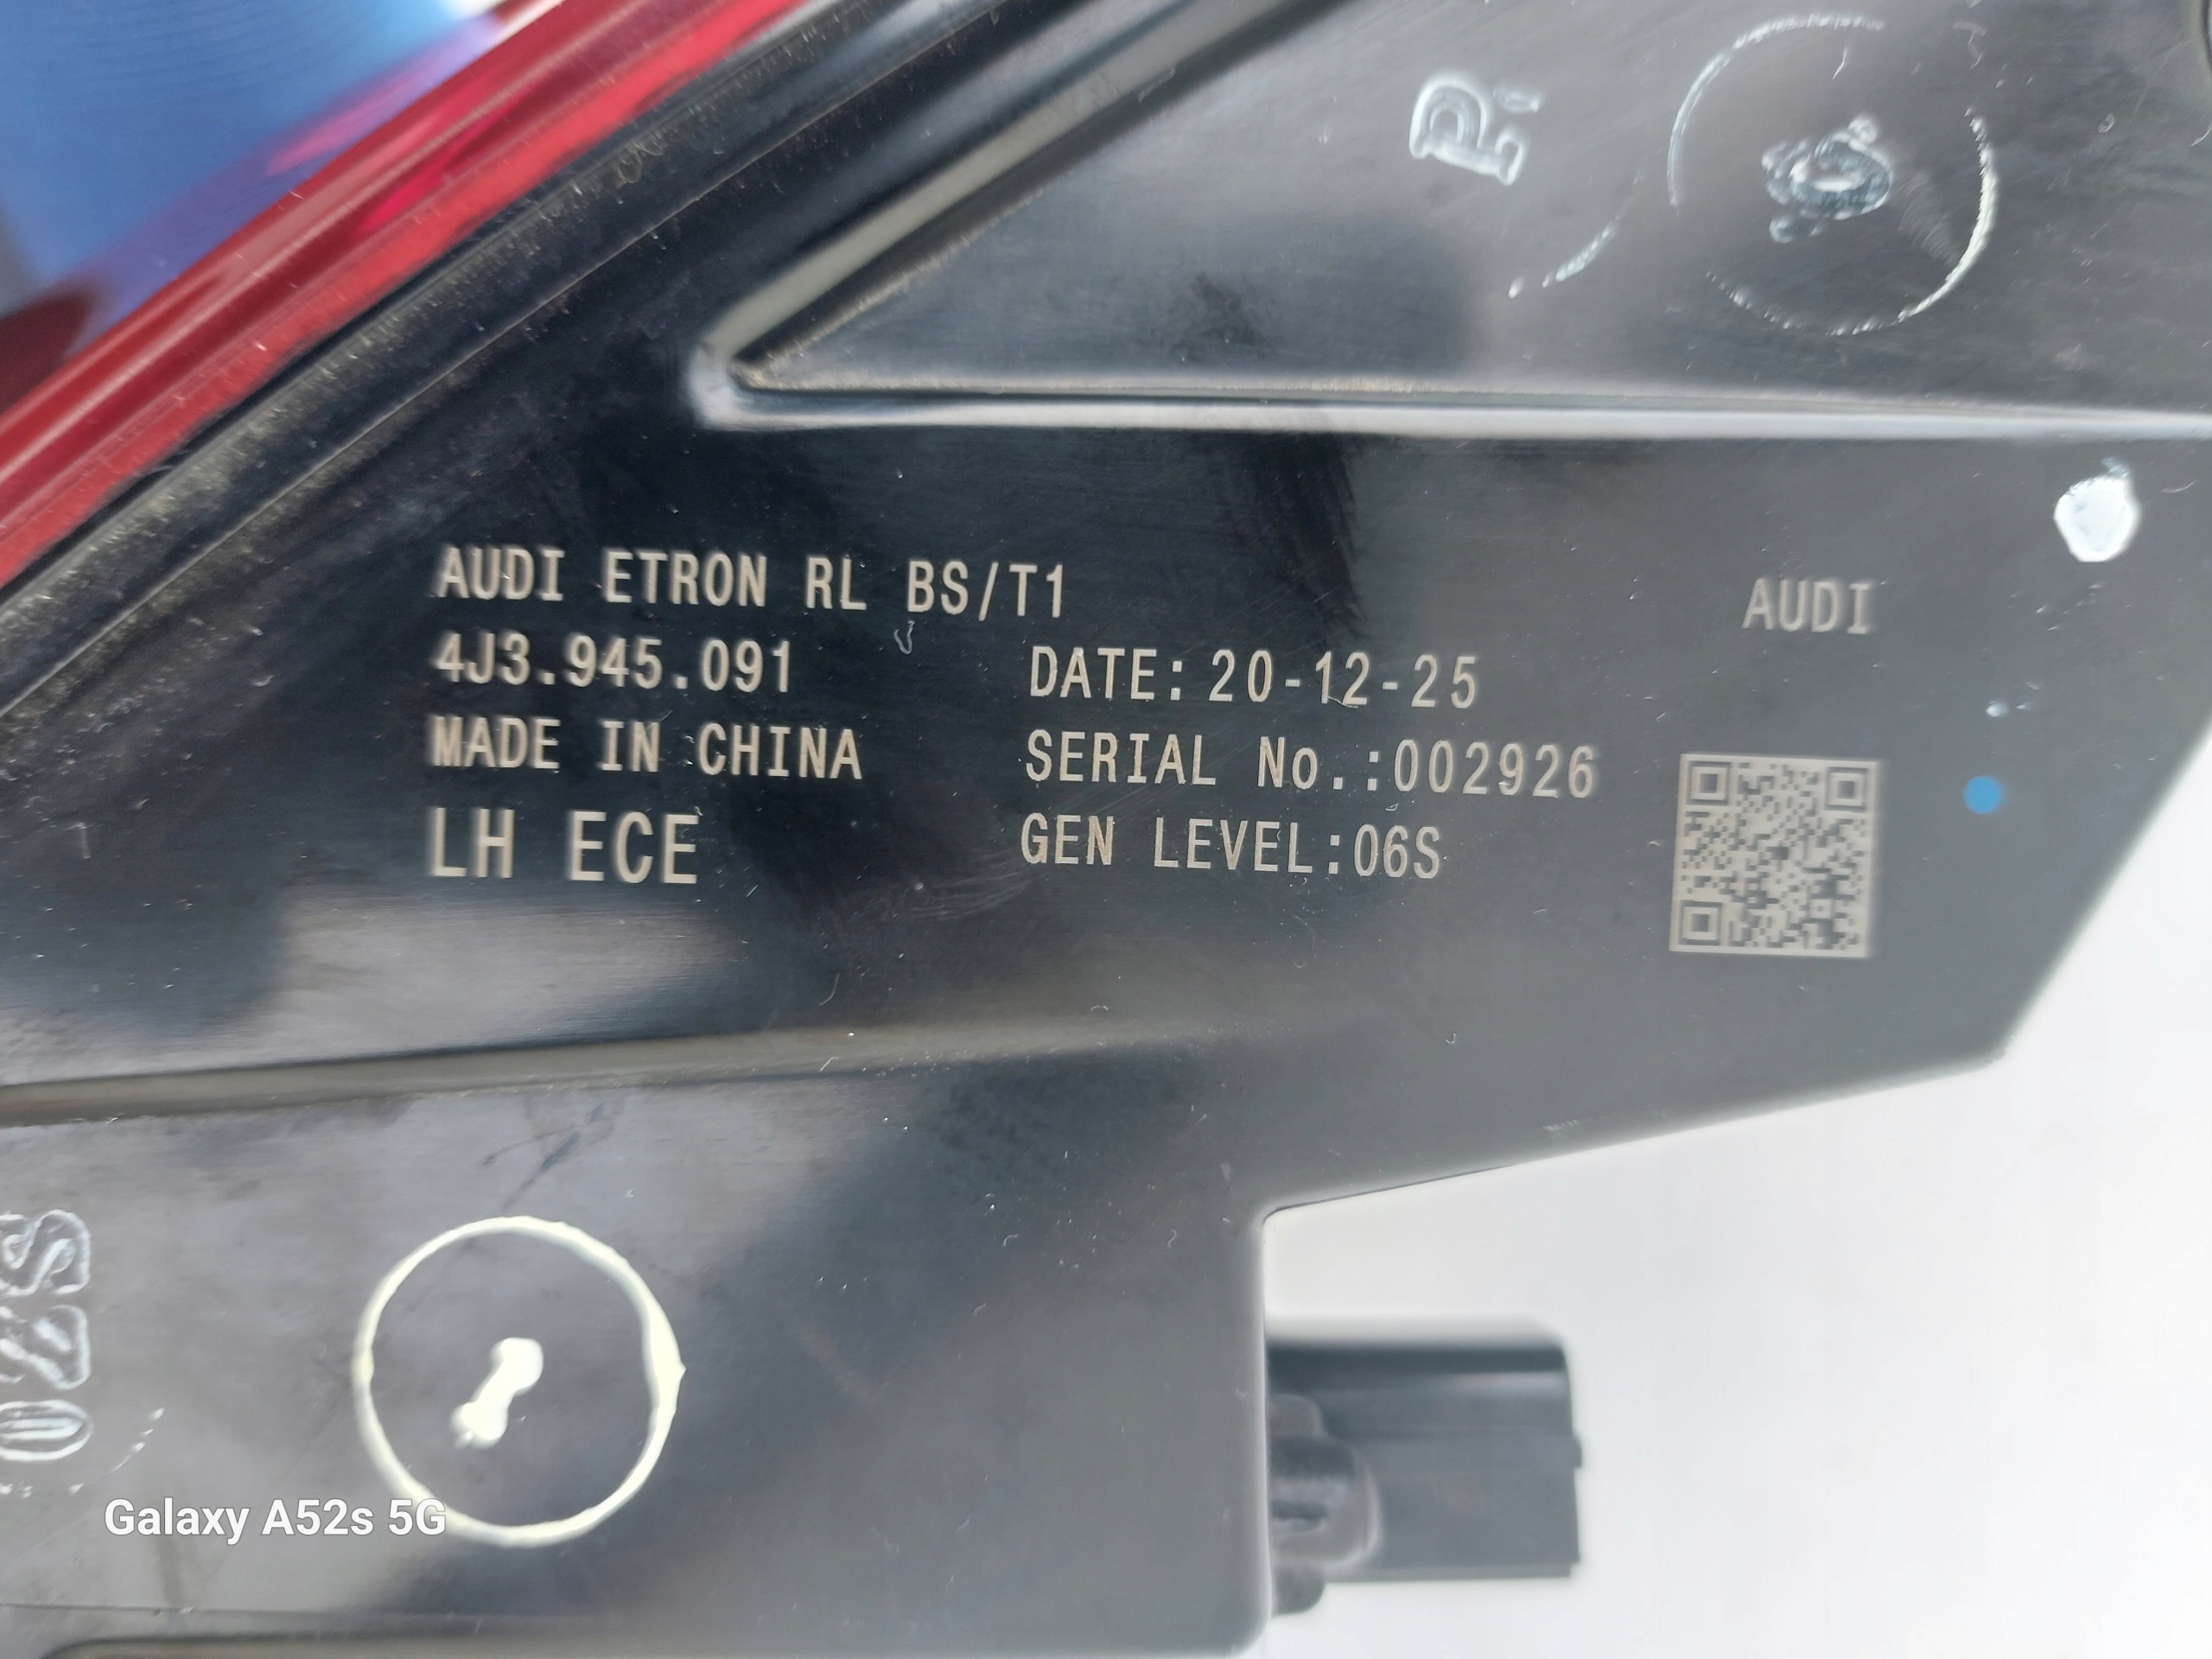 AUDI ETRON RL BS/T1
4J3.945.091
DATE: 20-12-25
MADE IN CHINA
SERIAL No.:002926
LH ECE
GEN LEVEL:06S
AUDI
Galaxy A52s 5G